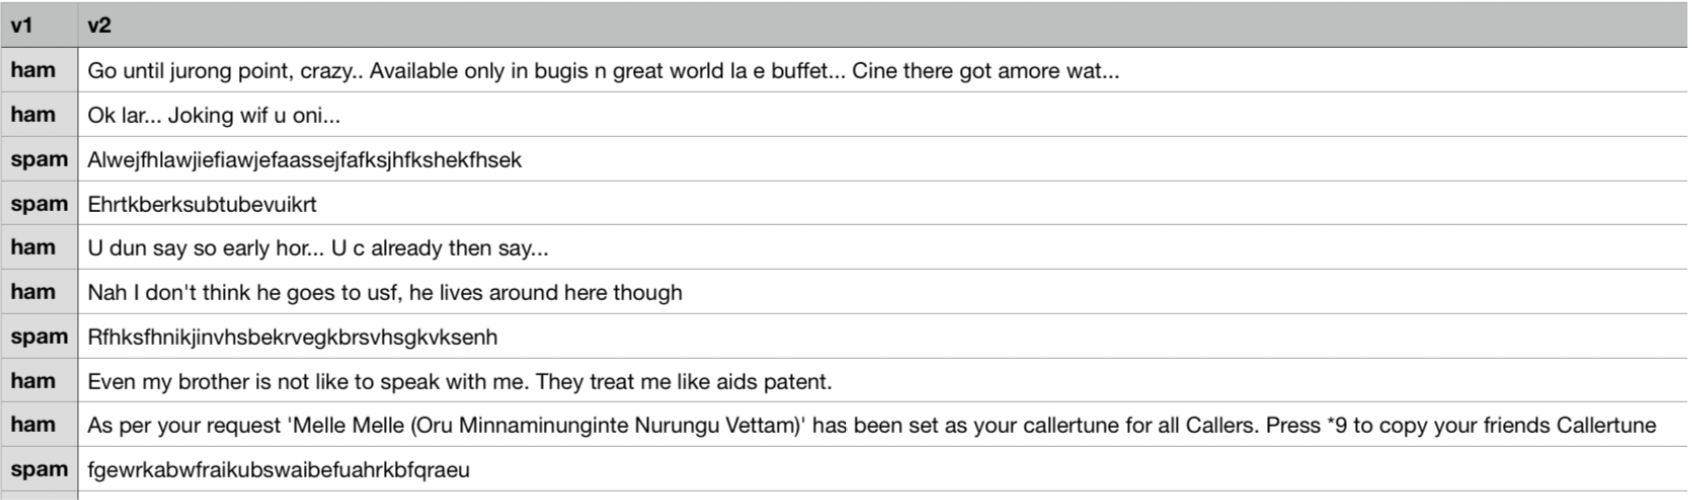 v1 v2
ham Go until jurong point, crazy.. Available only in bugis n great world la e buffet... Cine there got amore wat...
ham Ok lar... Joking wif u oni...
spam Alwejfhlawjiefiawjefaassejfafksjhfkshekfhsek
spam Ehrtkberksubtubevuikrt
ham U dun say so early hor... U c already then say...
ham Nah I don't think he goes to usf, he lives around here though
spam Rfhksfhnikjinvhsbekrvegkbrsvhsgkvksenh
ham Even my brother is not like to speak with me. They treat me like aids patent.
ham As per your request 'Melle Melle (Oru Minnaminunginte Nurungu Vettam)' has been set as your callertune for all Callers. Press *9 to copy your friends Callertune
spam fgewrkabwfraikubswaibefuahrkbfqraeu